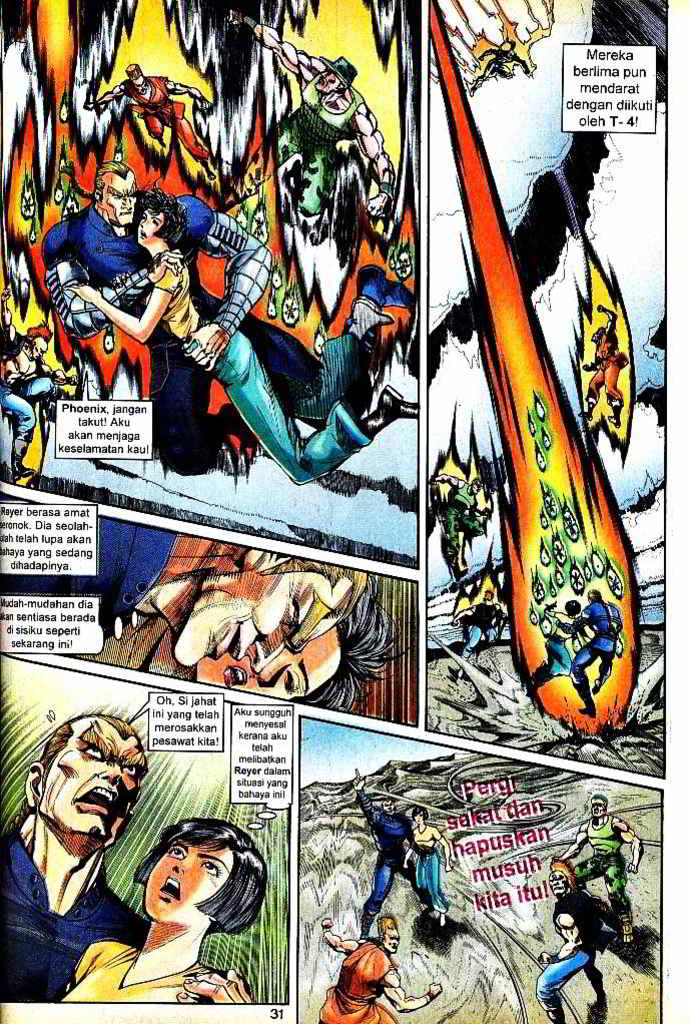 Phoenix, jangan
takut! Aku
akan menjaga
keselamatan kau!
Mereka
berlima pun
mendarat
dengan diikuti
oleh T- 4!
Reyer berasa amat
seronok. Dia seolah-
olah telah lupa akan
bahaya yang sedang
dihadapinya.
Mudah-mudahan dia
akan sentiasa berada
di sisiku seperti
sekarang ini!
Oh, Si jahat
ini yang telah
merosakkan
pesawat kita!
Aku sungguh
menyesal
kerana aku
telah
melibatkan
Reyer dalam
situasi yang
bahaya ini!
Pergi
sekat dan
hapuskan
musuh
kita itu!
31